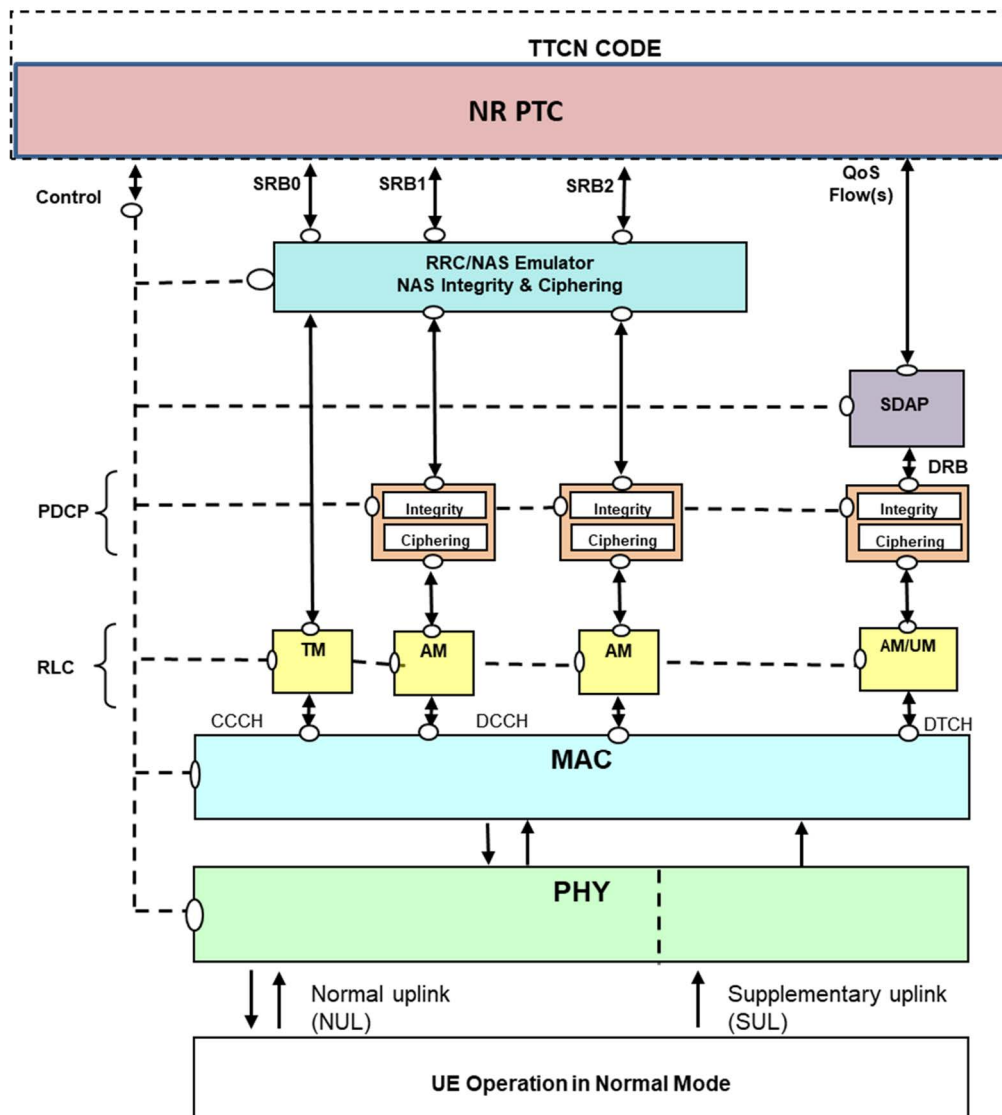 TTCN CODE
NR PTC
Control
SRB0
SRB1
SRB2
QoS
Flow(s)
RRC/NAS Emulator
NAS Integrity & Ciphering
SDAP
DRB
PDCP
Integrity
Ciphering
Integrity
Ciphering
Integrity
Ciphering
RLC
TM
AM
AM
AM/UM
CCCH
DCCH
DTCH
MAC
PHY
Normal uplink
(NUL)
Supplementary uplink
(SUL)
UE Operation in Normal Mode